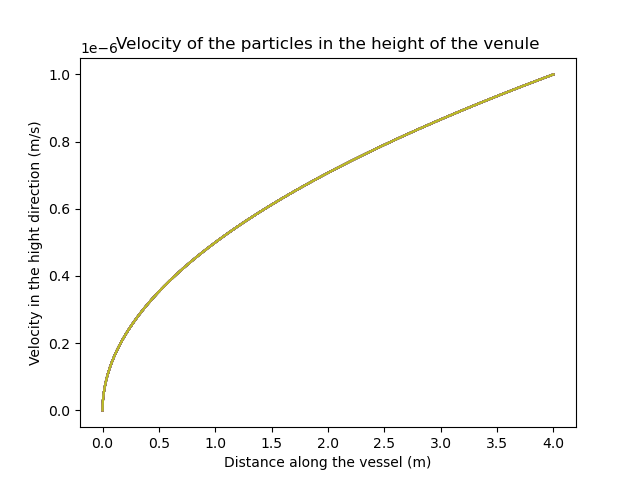 Velocity of the particles in the height of the venule
1e−6
1.0
0.8
0.6
0.4
0.2
0.0
Velocity in the hight direction (m/s)
0.0 0.5 1.0 1.5 2.0 2.5 3.0 3.5 4.0
Distance along the vessel (m)